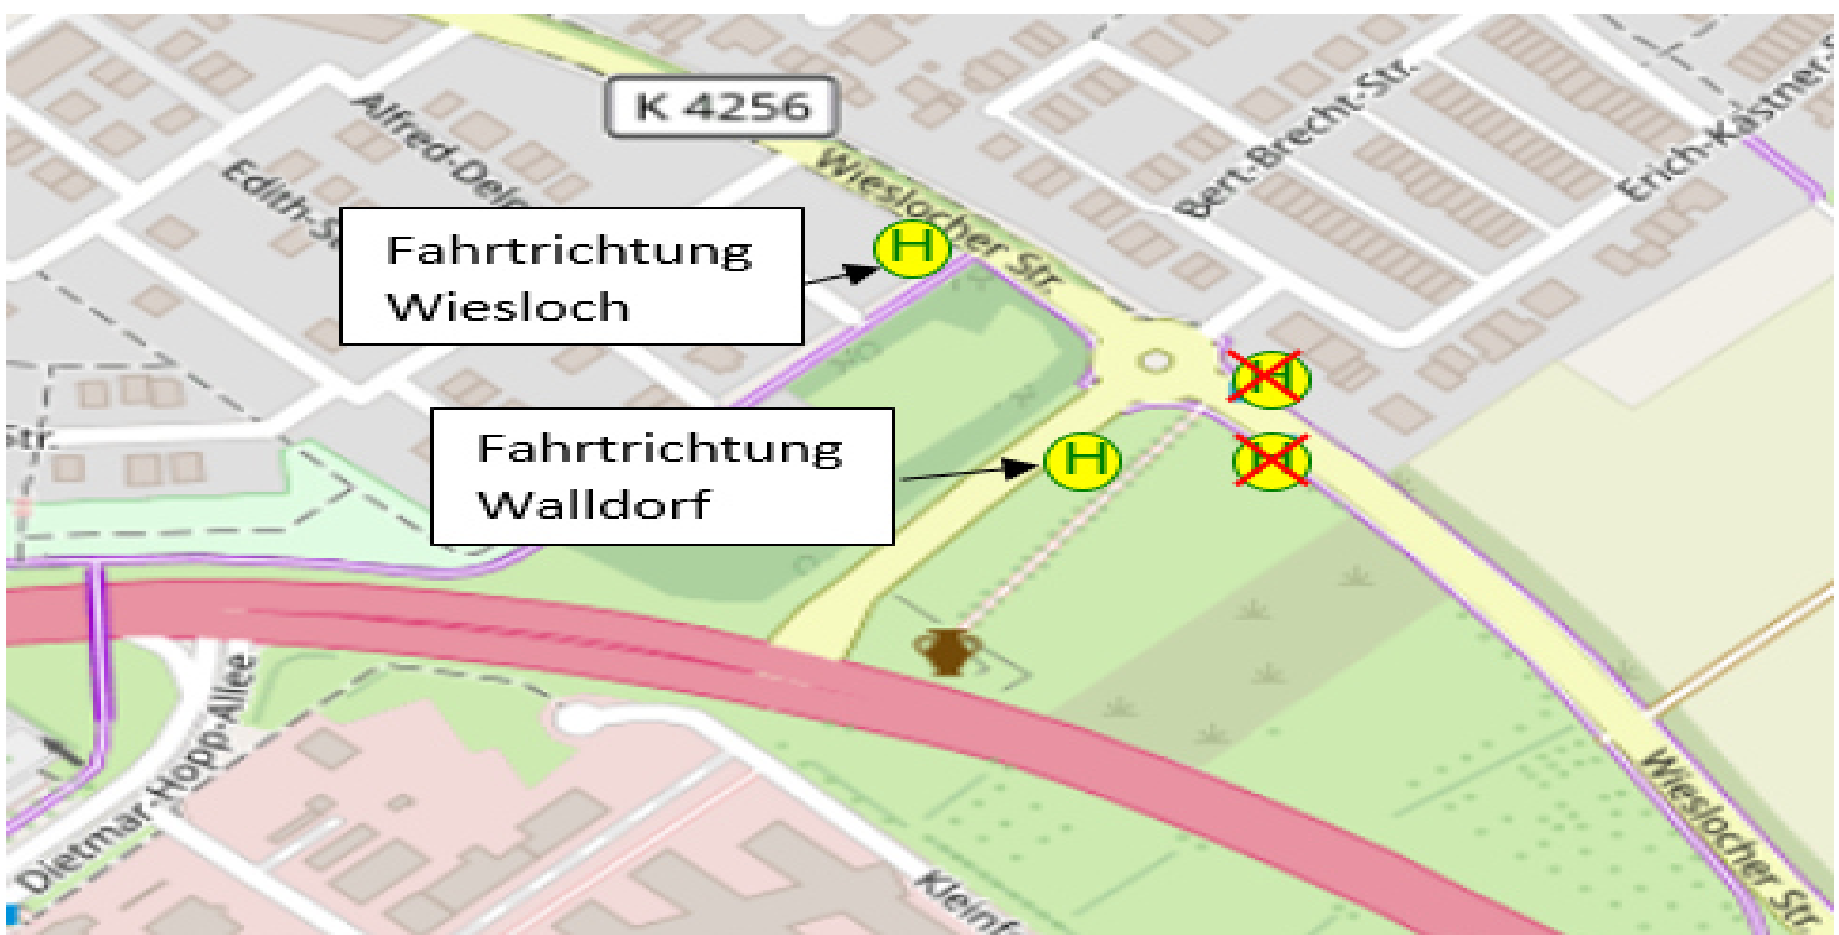 K 4256
Wieslocher Str.
Bert-Brecht-Str.
Erich-Kästner-
Alfred-Delp-
Edith-St
Fahrtrichtung
Wiesloch
H
H
Fahrtrichtung
Walldorf
H
H
str.
Dietmar-Hopp-Allee
Kleinf
Wieslocher Str.